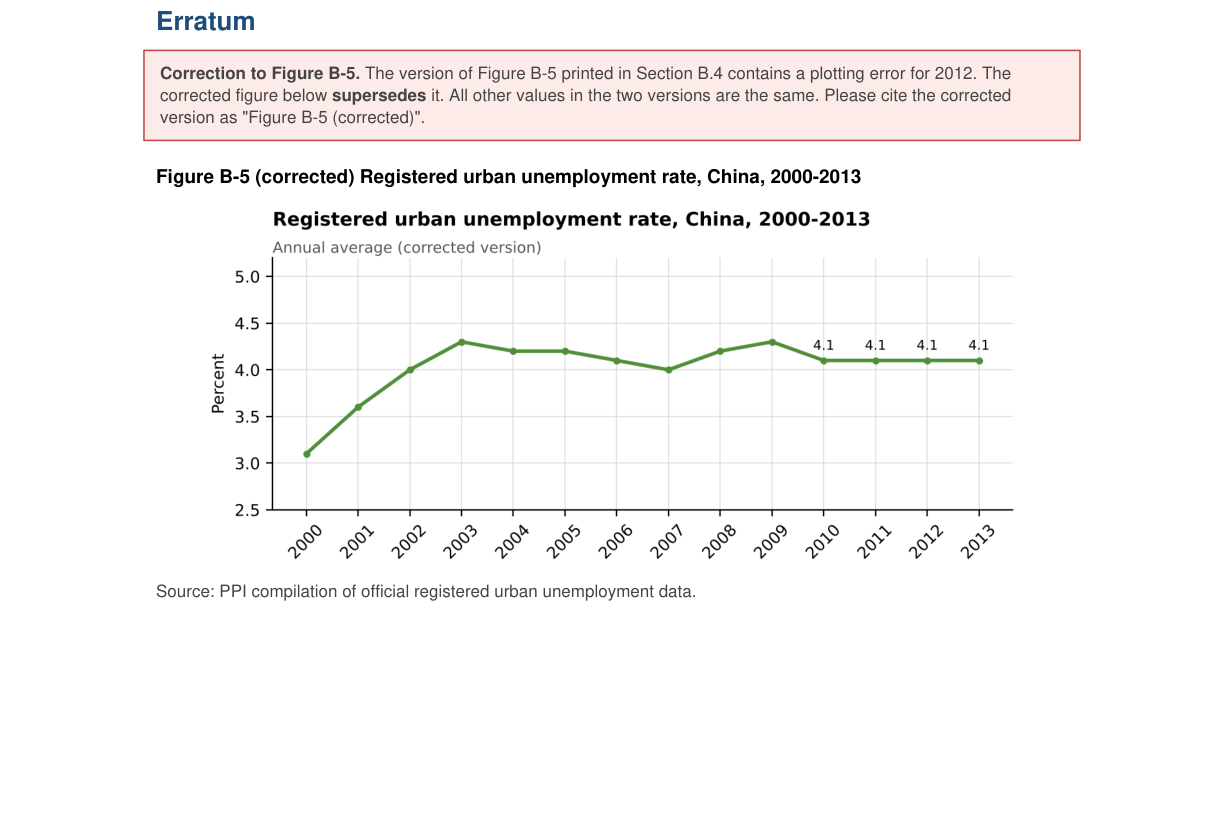 Erratum
Correction to Figure B-5. The version of Figure B-5 printed in Section B.4 contains a plotting error for 2012. The
corrected figure below supersedes it. All other values in the two versions are the same. Please cite the corrected
version as "Figure B-5 (corrected)".
Figure B-5 (corrected) Registered urban unemployment rate, China, 2000-2013
Registered urban unemployment rate, China, 2000-2013
Annual average (corrected version)
Percent
5.0
4.5
4.0
3.5
3.0
2.5
4.1 4.1 4.1 4.1
2000 2001 2002 2003 2004 2005 2006 2007 2008 2009 2010 2011 2012 2013
Source: PPI compilation of official registered urban unemployment data.